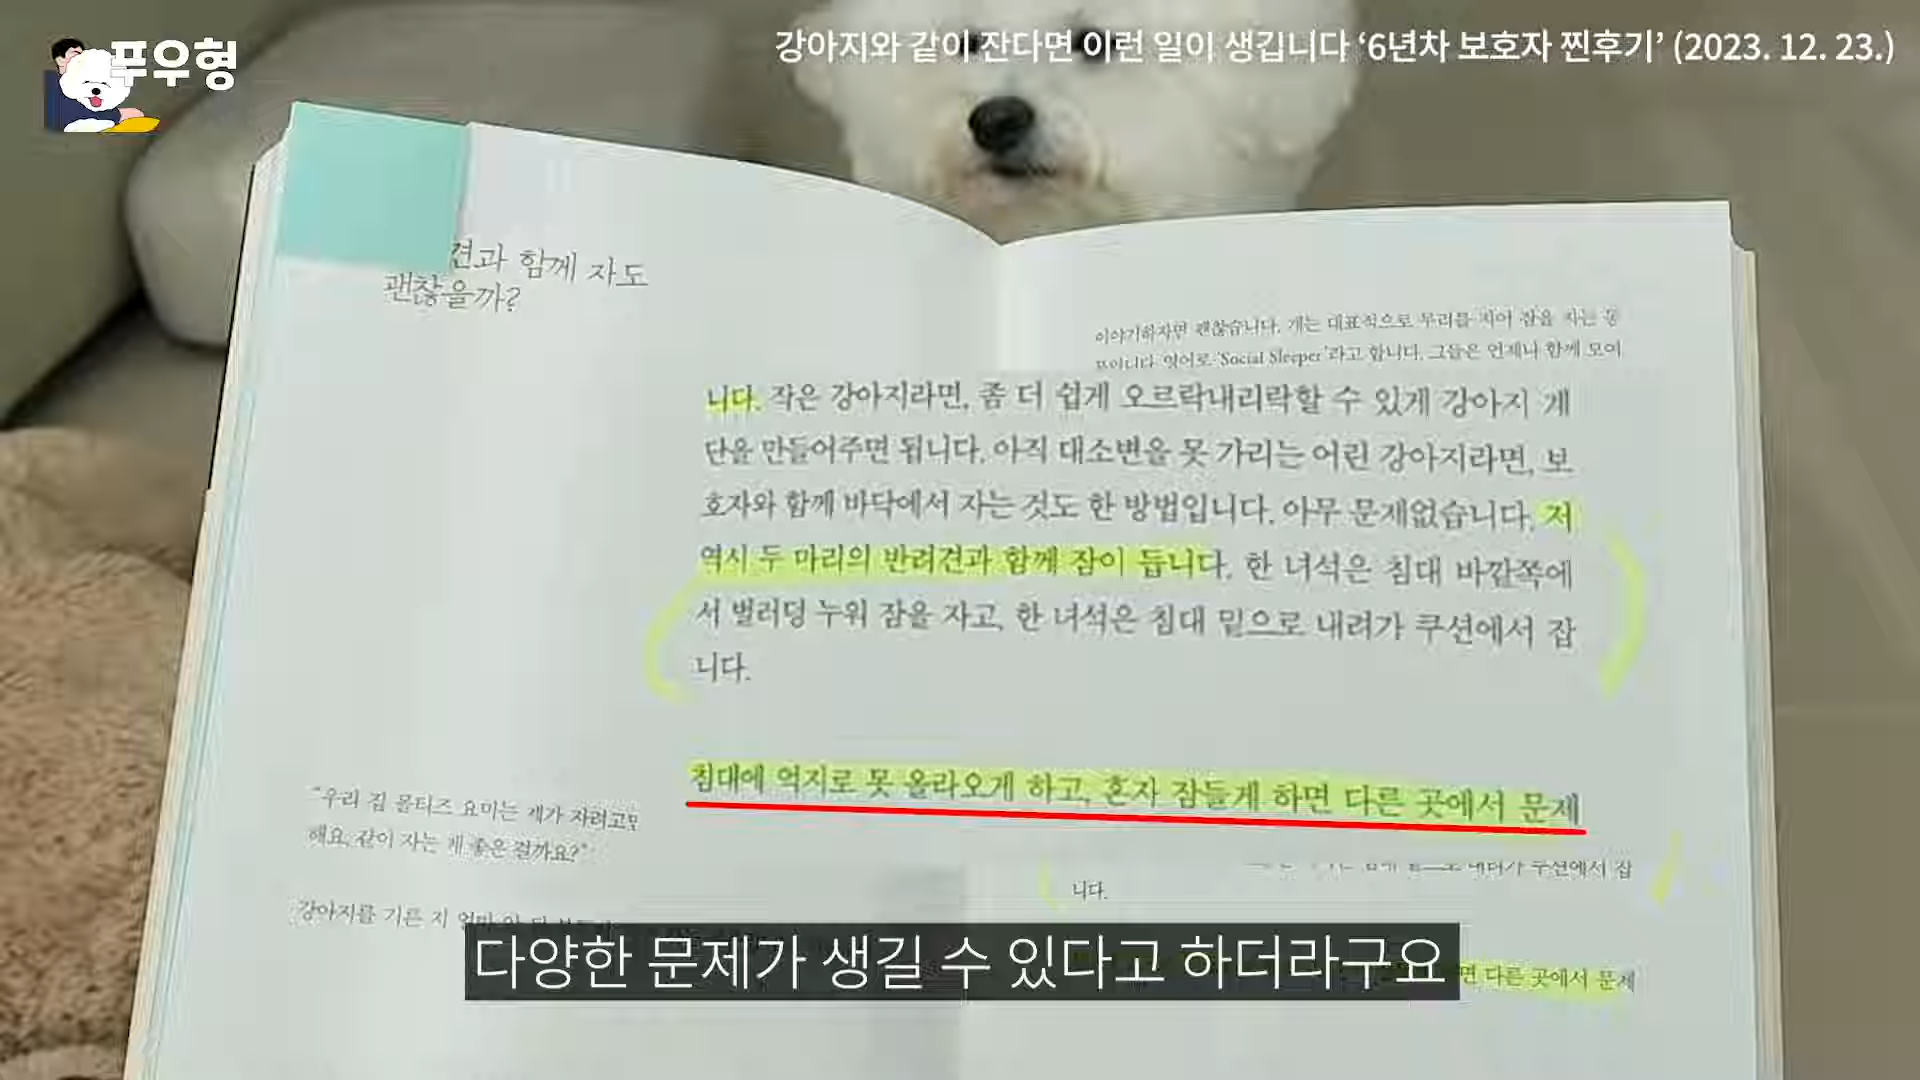 푸우형
강아지와 같이 잔다면 이런 일이 생깁니다 ‘6년차 보호자 찐후기’ (2023. 12. 23.)
견과 함께 자도
괜찮을까?
이야기하자면 괜찮습니다. 개는 대표적으로 무리를 지어 잠을 자는 동
영어로 ‘Social Sleeper’라고 합니다. 그들은 언제나 함께 모여
니다. 작은 강아지라면, 좀 더 쉽게 오르락내리락할 수 있게 강아지 계
단을 만들어주면 됩니다. 아직 대소변을 못 가리는 어린 강아지라면, 보
호자와 함께 바닥에서 자는 것도 한 방법입니다. 아무 문제없습니다. 저
역시 두 마리의 반려견과 함께 잠이 듭니다. 한 녀석은 침대 바깥쪽에
서 벌러덩 누워 잠을 자고, 한 녀석은 침대 밑으로 내려가 쿠션에서 잡
니다.
침대에 억지로 못 올라오게 하고, 혼자 잠들게 하면 다른 곳에서 문제
“우리 집 몰티즈 요미는 제가 자려고만
해요. 같이 자는 게 좋은 걸까요?”
내려가 쿠션에서 잡
니다.
강아지를 기른 지
면 다른 곳에서 문제
다양한 문제가 생길 수 있다고 하더라구요